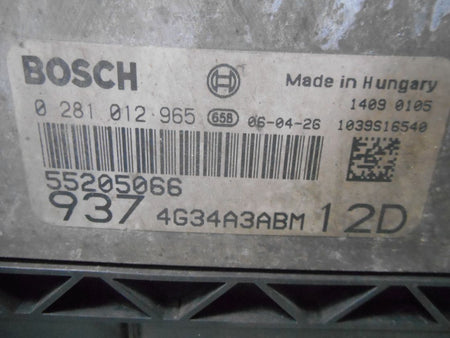 BOSCH Made in Hungary
1409 0105
0 281 012 965 658 06-04-26 1039S16540
55205066
937 4G34A3ABM 12D